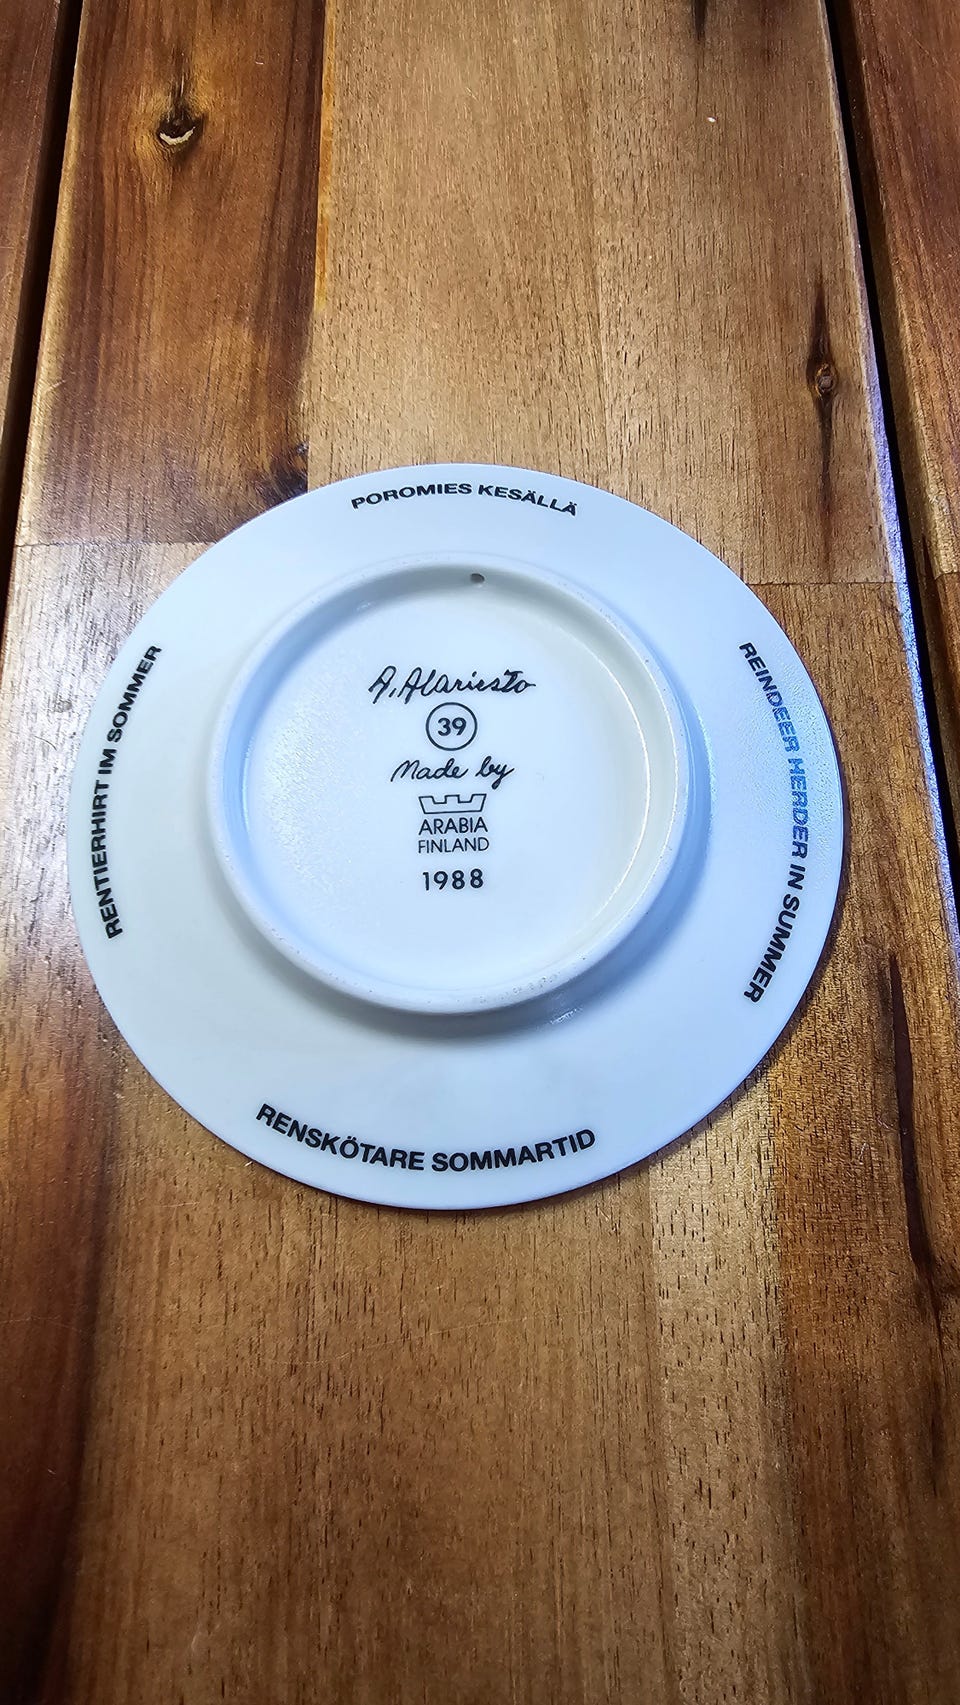 POROMIES KESÄLLÄ
REINDEER HERDER IN SUMMER
RENSKÖTARE SOMMARTID
RENTIERHIRT IM SOMMER
A. Alariesto
39
Made by
ARABIA
FINLAND
1988